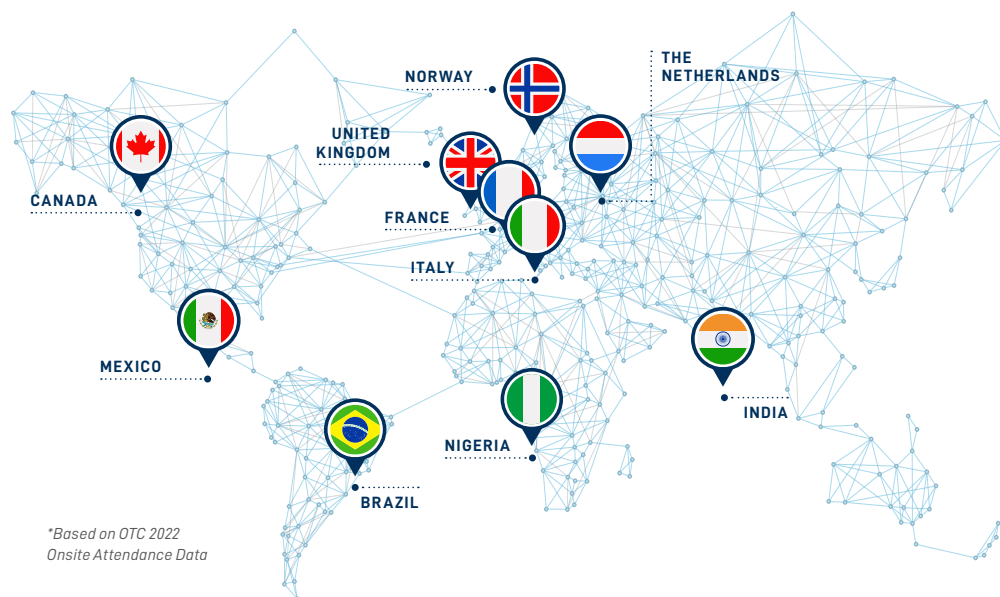 NORWAY
THE
NETHERLANDS
UNITED
KINGDOM
CANADA
FRANCE
ITALY
MEXICO
INDIA
NIGERIA
BRAZIL
*Based on OTC 2022
Onsite Attendance Data